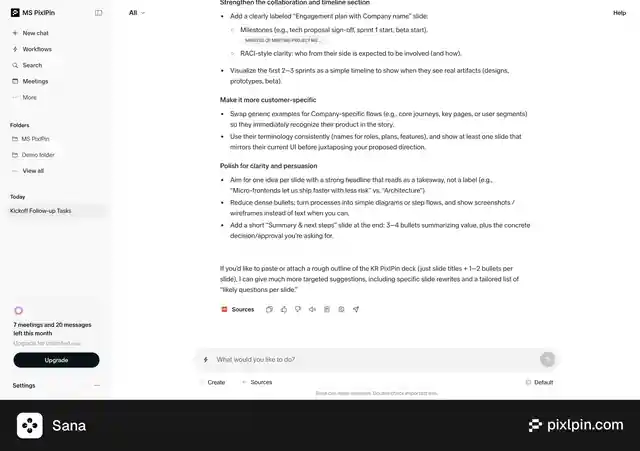 MS PixlPin
New chat
Workflows
Search
Meetings
More
Folders
MS PixPin
Demo folder
View all
Today
Kickoff Follow-up Tasks
7 meetings and 20 messages
left this month
Upgrade for unlimited
Upgrade
Settings
All
Help
Strengthen the collaboration and timeline section
• Add a clearly labeled “Engagement plan with Company name” slide:
Milestones (e.g., tech proposal sign-off, sprint 1 start, beta start).
RACI-style clarity: who from their side is expected to be involved (and how).
• Visualize the first 2–3 sprints as a simple timeline to show when they see real artifacts (designs,
prototypes, beta).
Make it more customer-specific
• Swap generic examples for Company-specific flows (e.g., core journeys, key pages, or user segments)
so they immediately recognize their product in the story.
• Use their terminology consistently (names for roles, plans, features), and show at least one slide that
mirrors their current UI before juxtaposing your proposed direction.
Polish for clarity and persuasion
• Aim for one idea per slide with a strong headline that reads as a takeaway, not a label (e.g.,
“Micro-frontends let us ship faster with less risk” vs. “Architecture”).
• Reduce dense bullets; turn processes into simple diagrams or step flows, and show screenshots /
wireframes instead of text when you can.
• Add a short “Summary & next steps” slide at the end: 3–4 bullets summarizing value, plus the concrete
decision/approval you're asking for.
If you'd like to paste or attach a rough outline of the KR PixlPin deck (just slide titles + 1–2 bullets per
slide), I can give much more targeted suggestions, including specific slide rewrites and a tailored list of
“likely questions per slide.”
Sources
What would you like to do?
Create
Sources
Default
Sana can make mistakes. Double-check important info.
Sana
pixlpin.com